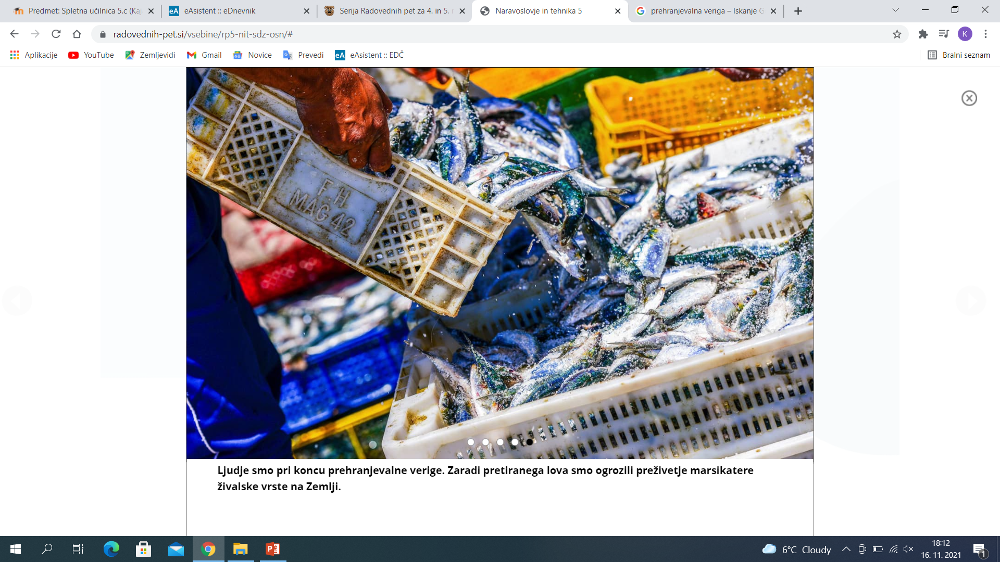 Predmet: Spletna učilnica 5.c (Kaj
eAsistent :: eDnevnik
Serija Radovednih pet za 4. in 5.
Naravoslovje in tehnika 5
prehranjevalna veriga – Iskanje G
radovednih-pet.si/vsebine/rp5-nit-sdz-osn/#
K
Aplikacije
YouTube
Zemljevidi
Gmail
Novice
Prevedi
eA eAsistent :: EDČ
Bralni seznam
F.H
MAG 42
Ljudje smo pri koncu prehranjevalne verige. Zaradi pretiranega lova smo ogrozili preživetje marsikatere
živalske vrste na Zemlji.
6°C Cloudy
18:12
16. 11. 2021
1